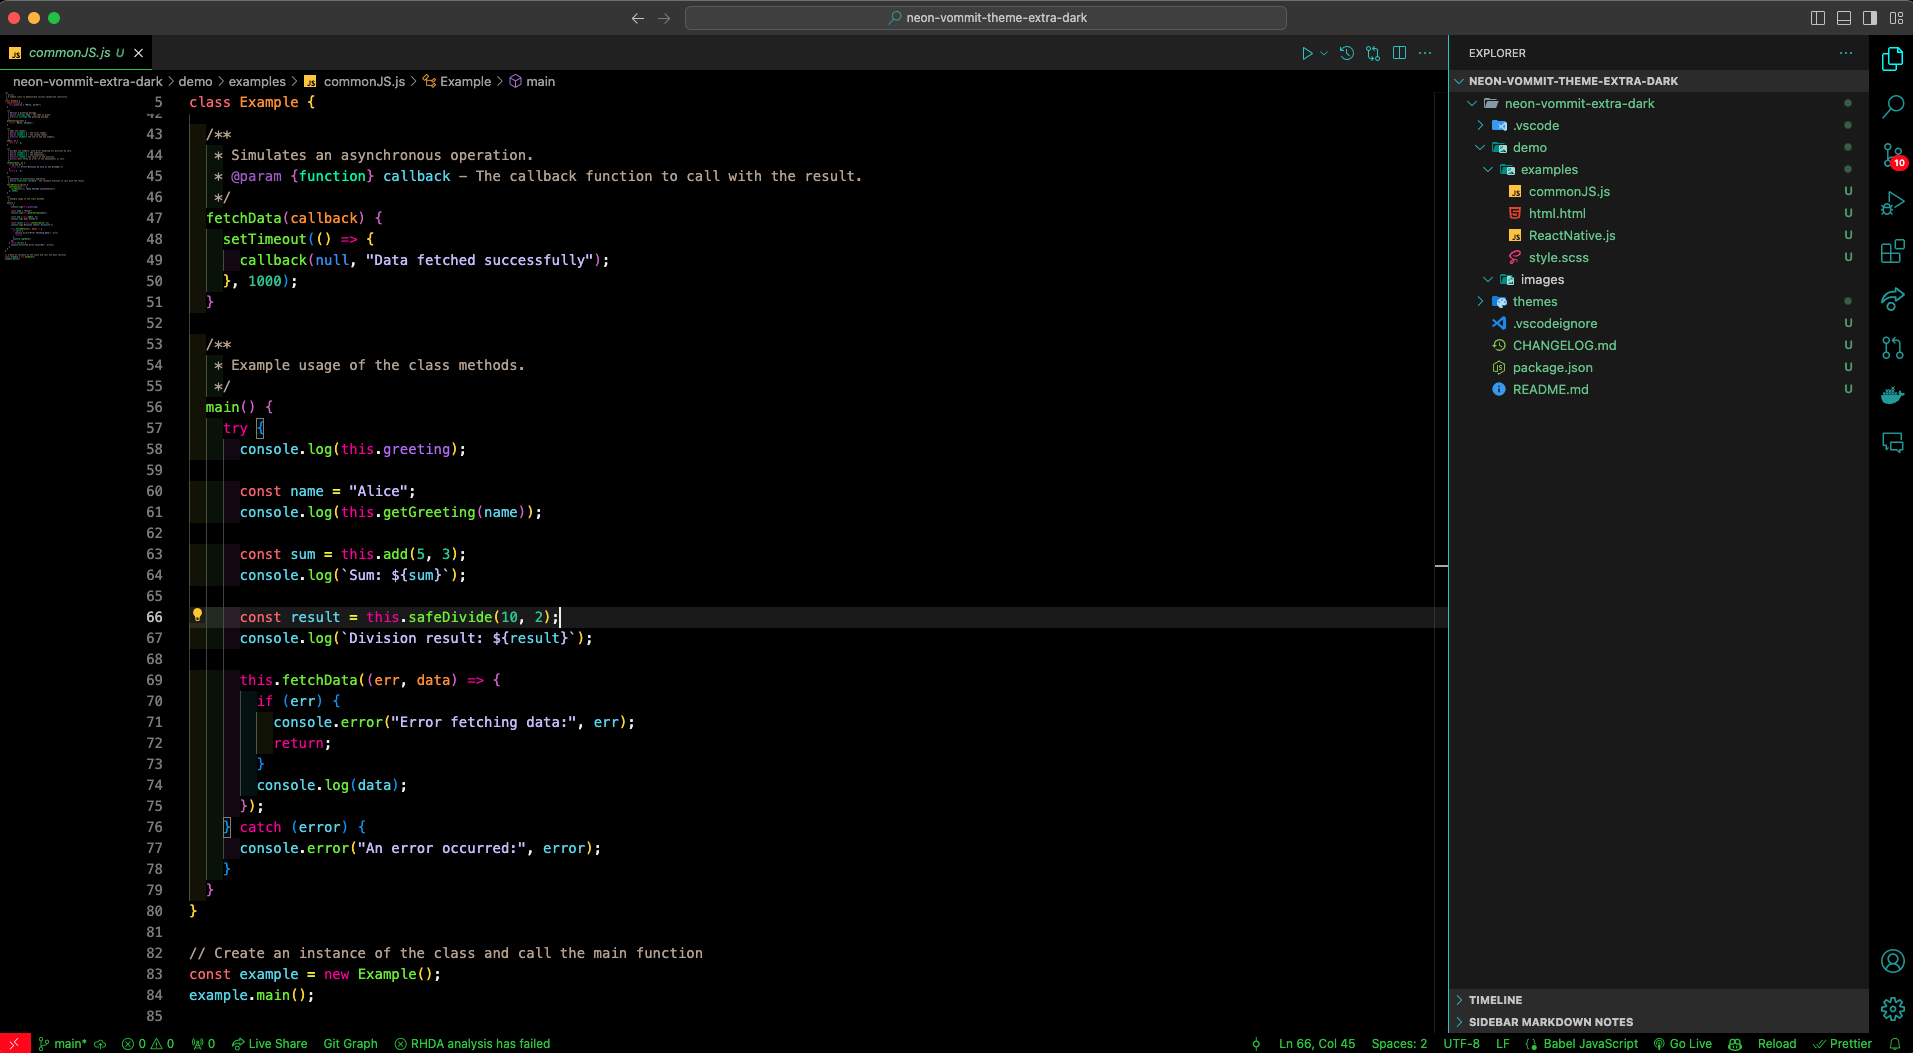 neon-vommit-theme-extra-dark
commonJS.js U
neon-vommit-extra-dark > demo > examples > JS commonJS.js > Example > main
5 class Example {
42
43 /**
44 * Simulates an asynchronous operation.
45 * @param {function} callback - The callback function to call with the result.
46 */
47 fetchData(callback) {
48 setTimeout(() => {
49 callback(null, "Data fetched successfully");
50 }, 1000);
51 }
52
53 /**
54 * Example usage of the class methods.
55 */
56 main() {
57 try {
58 console.log(this.greeting);
59
60 const name = "Alice";
61 console.log(this.getGreeting(name));
62
63 const sum = this.add(5, 3);
64 console.log(`Sum: ${sum}`);
65
66 const result = this.safeDivide(10, 2);
67 console.log(`Division result: ${result}`);
68
69 this.fetchData((err, data) => {
70 if (err) {
71 console.error("Error fetching data:", err);
72 return;
73 }
74 console.log(data);
75 });
76 } catch (error) {
77 console.error("An error occurred:", error);
78 }
79 }
80 }
81
82 // Create an instance of the class and call the main function
83 const example = new Example();
84 example.main();
85
EXPLORER
NEON-VOMMIT-THEME-EXTRA-DARK
neon-vommit-extra-dark
.vscode
demo
examples
JS commonJS.js U
html.html U
JS ReactNative.js U
style.scss U
images
themes
.vscodeignore U
CHANGELOG.md U
package.json U
README.md U
TIMELINE
SIDEBAR MARKDOWN NOTES
10
main* 0 0 0 Live Share Git Graph RHDA analysis has failed
Ln 66, Col 45 Spaces: 2 UTF-8 LF Babel JavaScript Go Live Reload Prettier